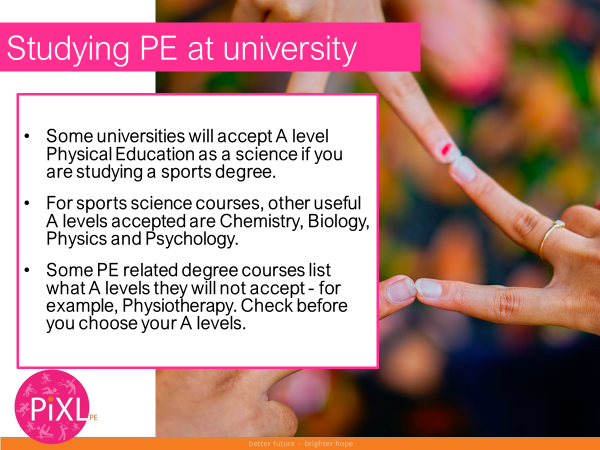 Studying PE at university
• Some universities will accept A level
Physical Education as a science if you
are studying a sports degree.
• For sports science courses, other useful
A levels accepted are Chemistry, Biology,
Physics and Psychology.
• Some PE related degree courses list
what A levels they will not accept - for
example, Physiotherapy. Check before
you choose your A levels.
PiXL PE
better future – brighter hope